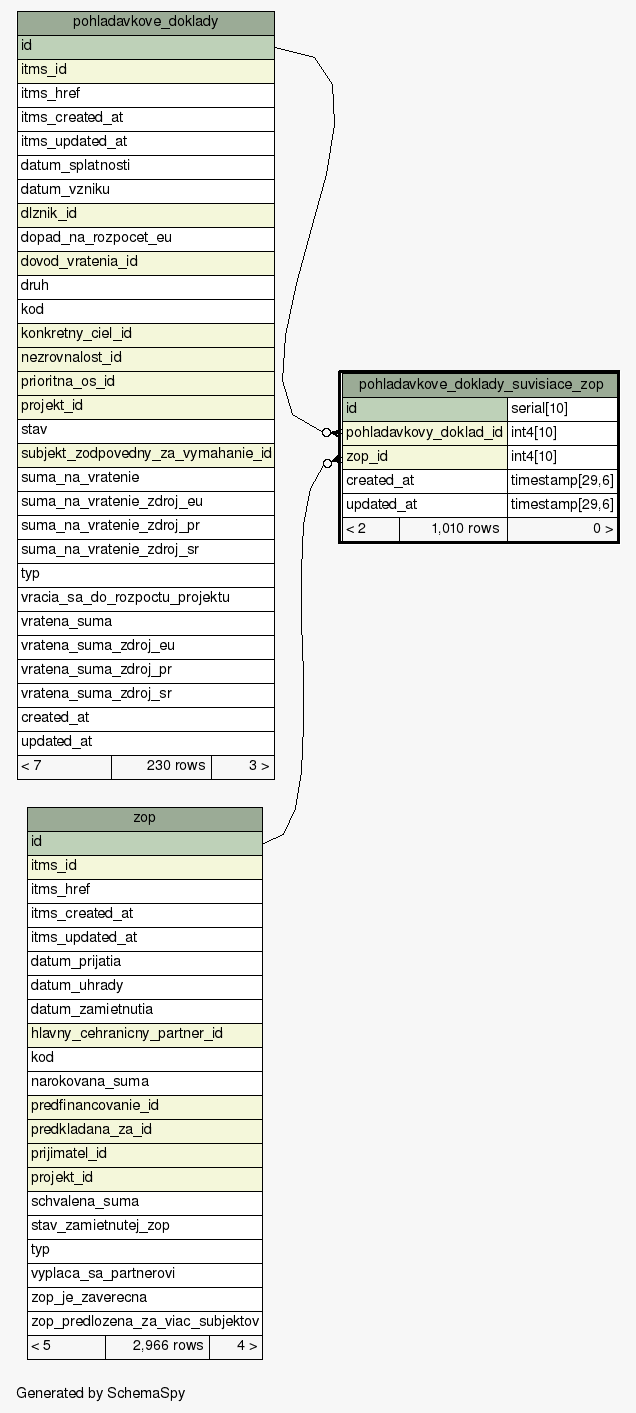 pohladavkove_doklady
id
itms_id
itms_href
itms_created_at
itms_updated_at
datum_splatnosti
datum_vzniku
dlznik_id
dopad_na_rozpocet_eu
dovod_vratenia_id
druh
kod
konkretny_ciel_id
nezrovnalost_id
prioritna_os_id
projekt_id
stav
subjekt_zodpovedny_za_vymahanie_id
suma_na_vratenie
suma_na_vratenie_zdroj_eu
suma_na_vratenie_zdroj_pr
suma_na_vratenie_zdroj_sr
typ
vracia_sa_do_rozpoctu_projektu
vratena_suma
vratena_suma_zdroj_eu
vratena_suma_zdroj_pr
vratena_suma_zdroj_sr
created_at
updated_at
< 7 230 rows 3 >
pohladavkove_doklady_suvisiace_zop
id serial[10]
pohladavkovy_doklad_id int4[10]
zop_id int4[10]
created_at timestamp[29,6]
updated_at timestamp[29,6]
< 2 1,010 rows 0 >
zop
id
itms_id
itms_href
itms_created_at
itms_updated_at
datum_prijatia
datum_uhrady
datum_zamietnutia
hlavny_cehranicny_partner_id
kod
narokovana_suma
predfinancovanie_id
predkladana_za_id
prijimatel_id
projekt_id
schvalena_suma
stav_zamietnutej_zop
typ
vyplaca_sa_partnerovi
zop_je_zaverecna
zop_predlozena_za_viac_subjektov
< 5 2,966 rows 4 >
Generated by SchemaSpy